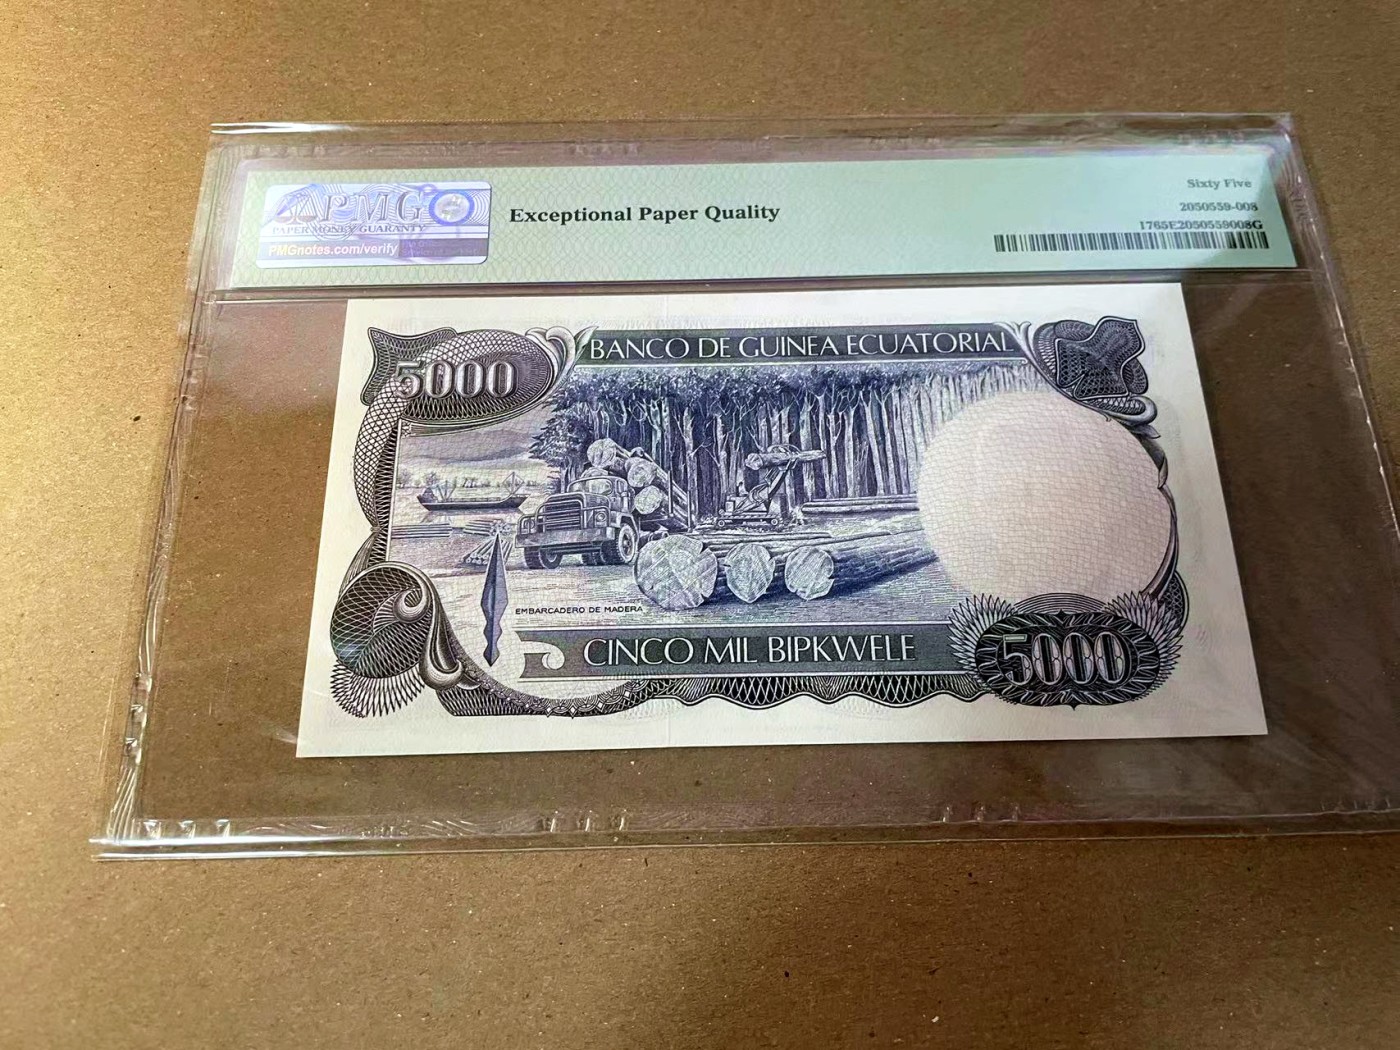 PMG
PAPER MONEY GUARANTY
PMGnotes.com/verify
Exceptional Paper Quality
Sixty Five
2050559-008
1765E2050559008G
5000
BANCO DE GUINEA ECUATORIAL
EMBARCADERO DE MADERA
CINCO MIL BIPKWELE
5000